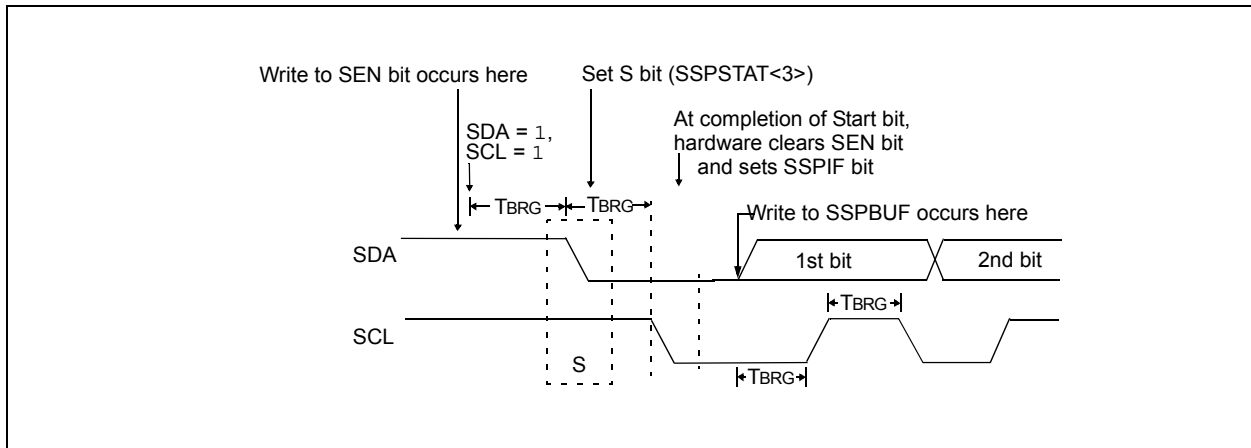 Write to SEN bit occurs here
Set S bit (SSPSTAT<3>)
SDA = 1,
SCL = 1
At completion of Start bit,
hardware clears SEN bit
and sets SSPIF bit
TBRG
TBRG
Write to SSPBUF occurs here
SDA
1st bit
2nd bit
TBRG
SCL
S
TBRG